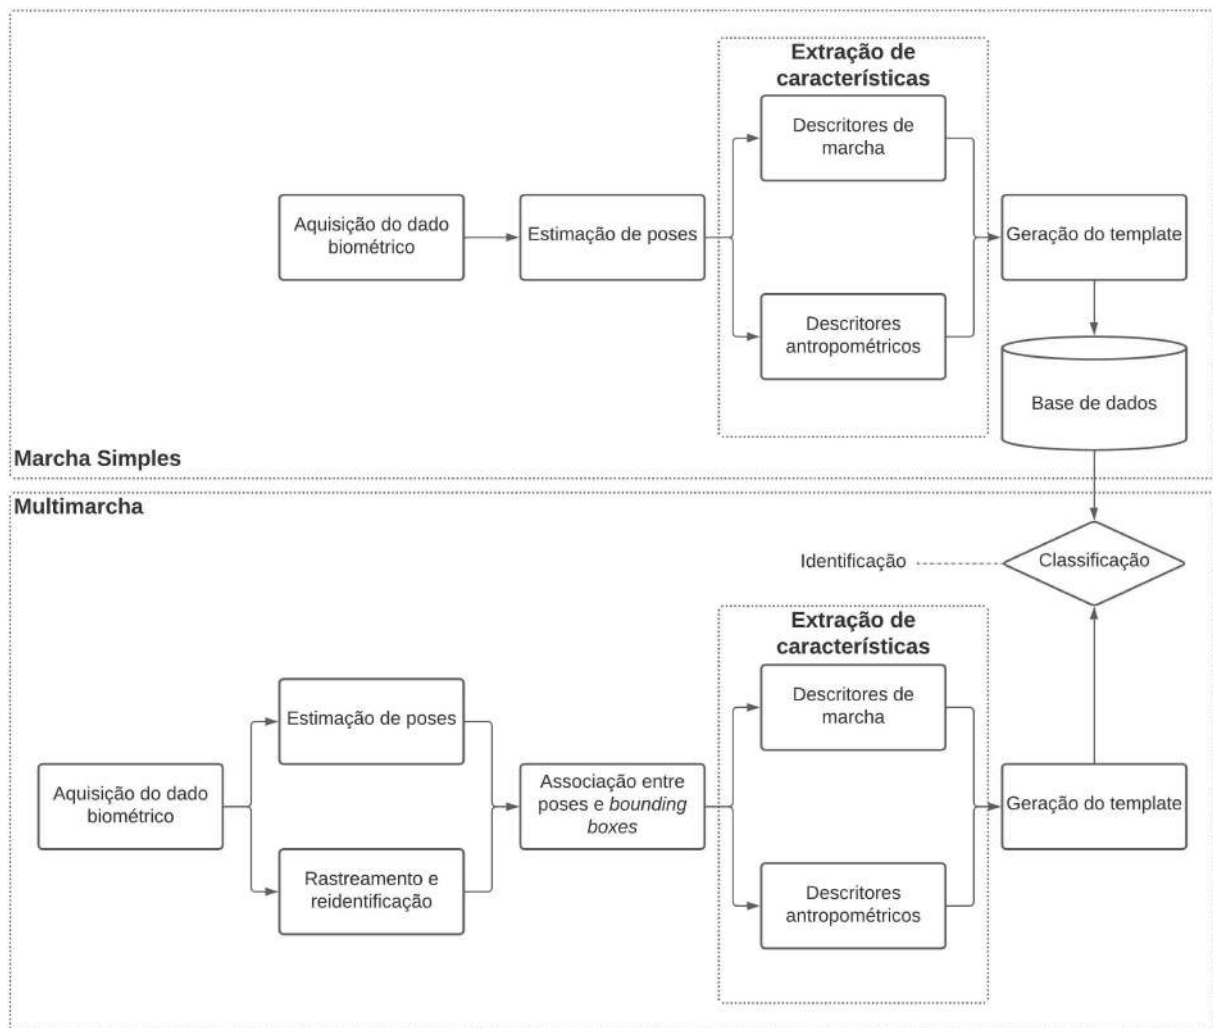 Extração de
características
Descritores de
marcha
Aquisição do dado
biométrico
Estimação de poses
Geração do template
Descritores
antropométricos
Base de dados
Marcha Simples
Multimarcha
Identificação
Classificação
Extração de
características
Descritores de
marcha
Estimação de poses
Aquisição do dado
biométrico
Associação entre
poses e bounding
boxes
Geração do template
Rastreamento e
reidentificação
Descritores
antropométricos